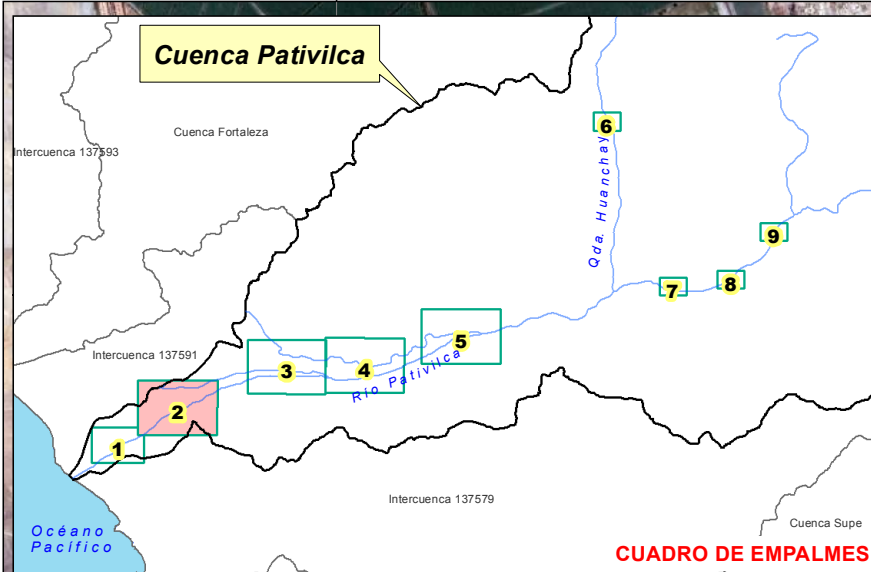 Cuenca Pativilca
Cuenca Fortaleza
Intercuenca 137593
6
Qda. Huanchay
9
8
7
5
Intercuenca 137591
3
4
Río Pativilca
2
1
Intercuenca 137579
Océano
Pacífico
Cuenca Supe
CUADRO DE EMPALMES